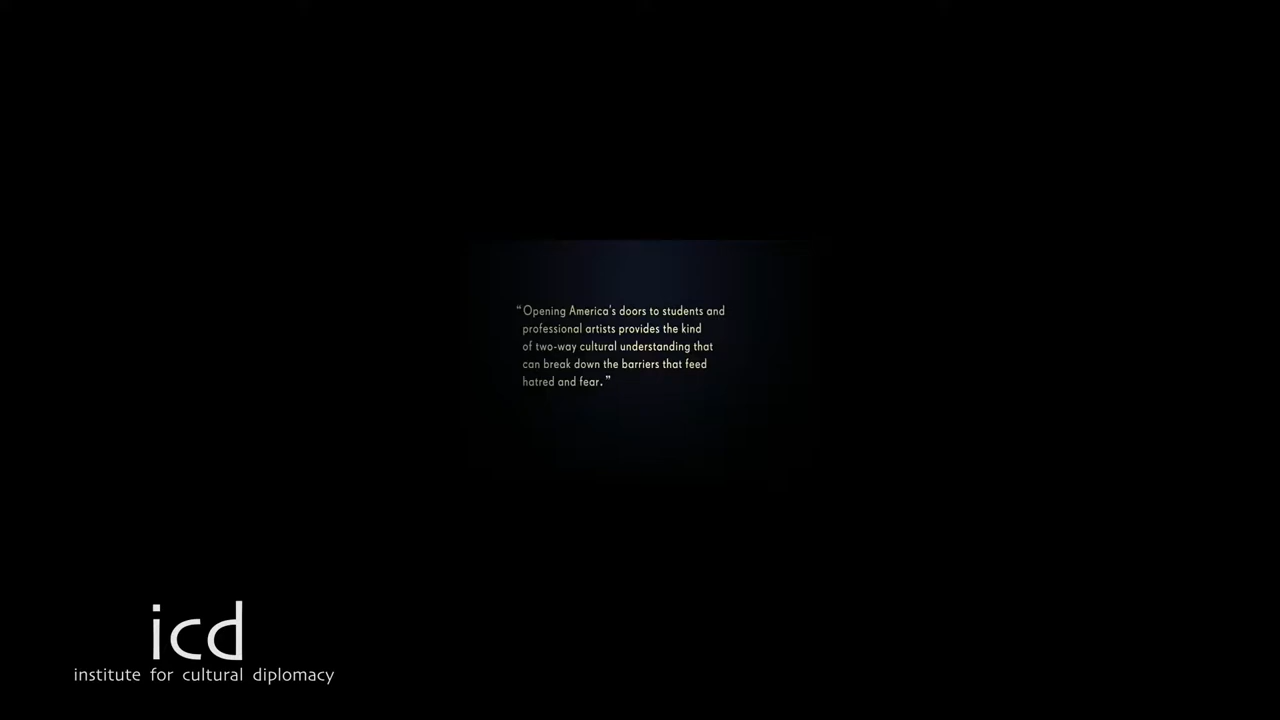 “Opening America's doors to students and
professional artists provides the kind
of two-way cultural understanding that
can break down the barriers that feed
hatred and fear.”
icd
institute for cultural diplomacy